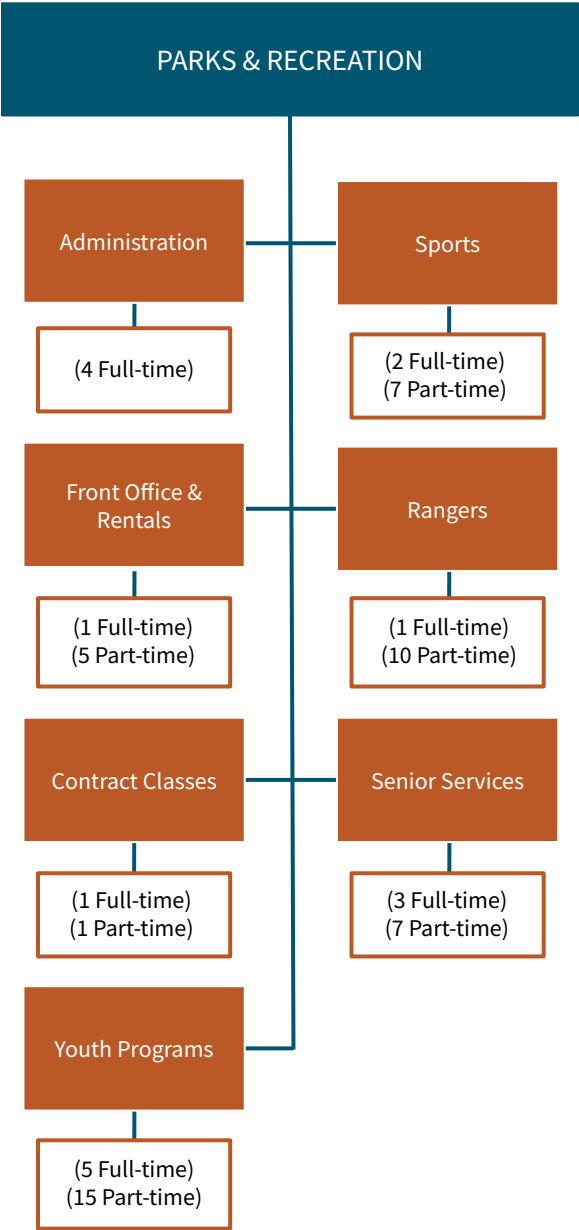 PARKS & RECREATION
Administration
(4 Full-time)
Sports
(2 Full-time)
(7 Part-time)
Front Office &
Rentals
(1 Full-time)
(5 Part-time)
Rangers
(1 Full-time)
(10 Part-time)
Contract Classes
(1 Full-time)
(1 Part-time)
Senior Services
(3 Full-time)
(7 Part-time)
Youth Programs
(5 Full-time)
(15 Part-time)